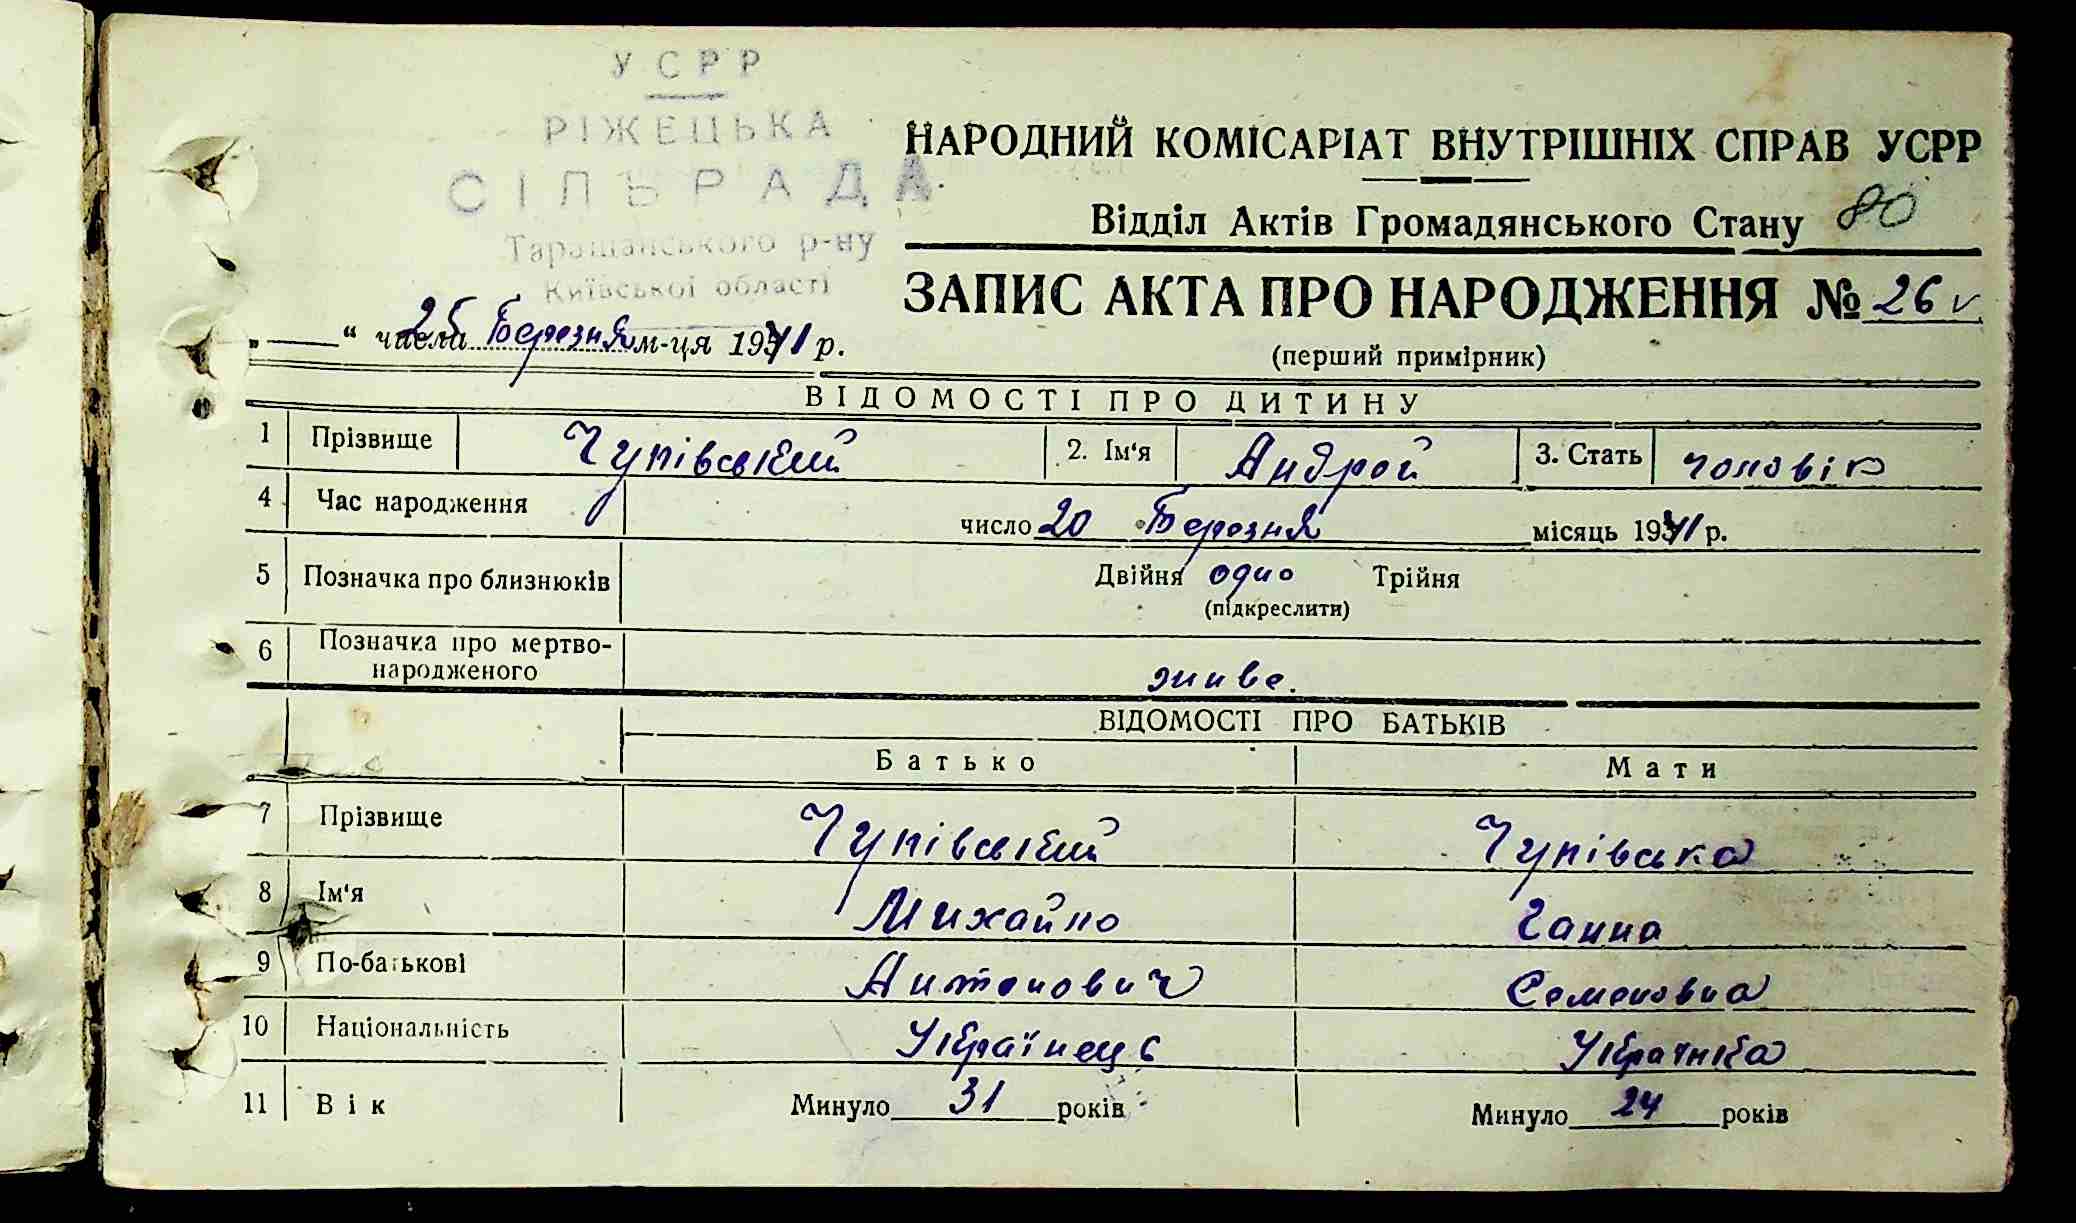 УСРР
РІЖЕЦЬКА
СІЛЬРАДА
Таращанського р-ну
Київської області
НАРОДНИЙ КОМІСАРІАТ ВНУТРІШНІХ СПРАВ УСРР
Відділ Актів Громадянського Стану 80
ЗАПИС АКТА ПРО НАРОДЖЕННЯ № 26
„ “ числа 25 Березня м-ця 1941 р.
(перший примірник)
ВІДОМОСТІ ПРО ДИТИНУ
1 Прізвище Чупівський 2. Ім'я Андрой 3. Стать чоловік
4 Час народження число 20 Березня місяць 1941 р.
5 Позначка про близнюків Двійня одно Трійня
(підкреслити)
6 Позначка про мертво-
народженого живе.
ВІДОМОСТІ ПРО БАТЬКІВ
Батько Мати
7 Прізвище Чупівський Чупівська
8 Ім'я Михайло Ганна
9 По-батькові Антонович Семеновна
10 Національність Українець Українка
11 Вік Минуло 31 років Минуло 24 років